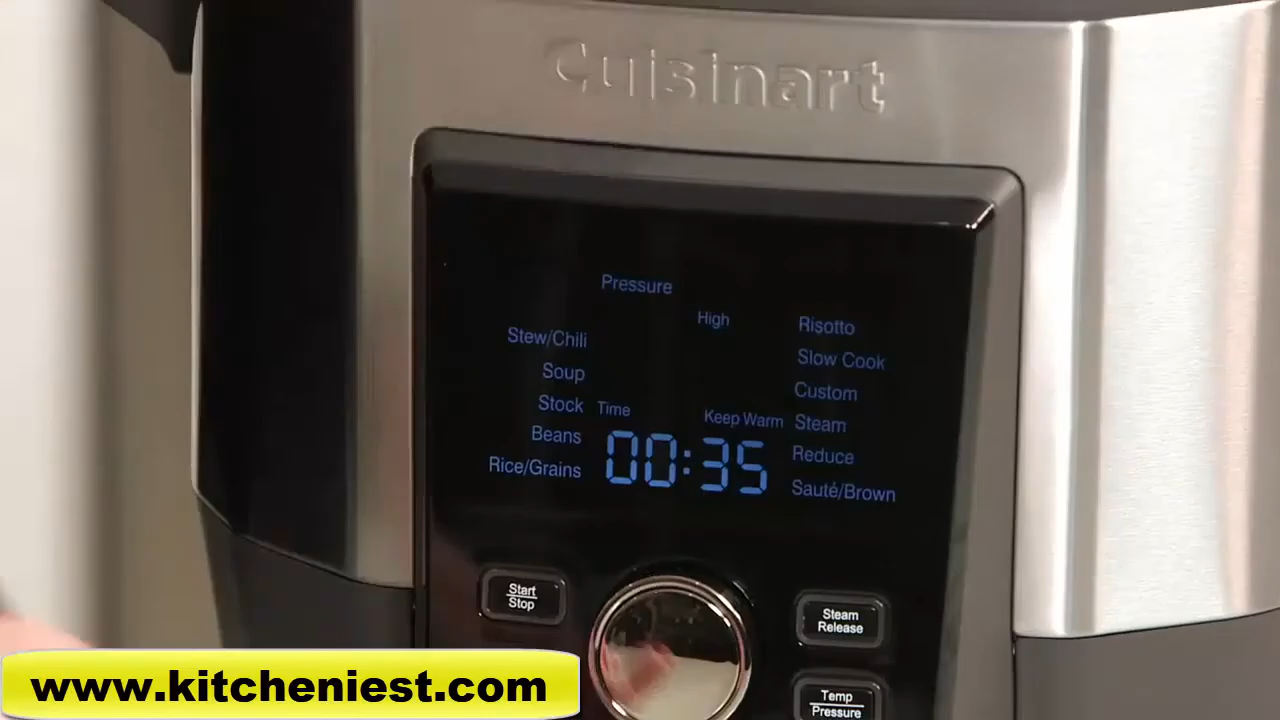 Cuisinart
Pressure
High
Stew/Chili
Soup
Stock
Beans
Rice/Grains
Time
Keep Warm
00:35
Risotto
Slow Cook
Custom
Steam
Reduce
Sauté/Brown
Start
Stop
Steam
Release
Temp
Pressure
www.kitcheniest.com